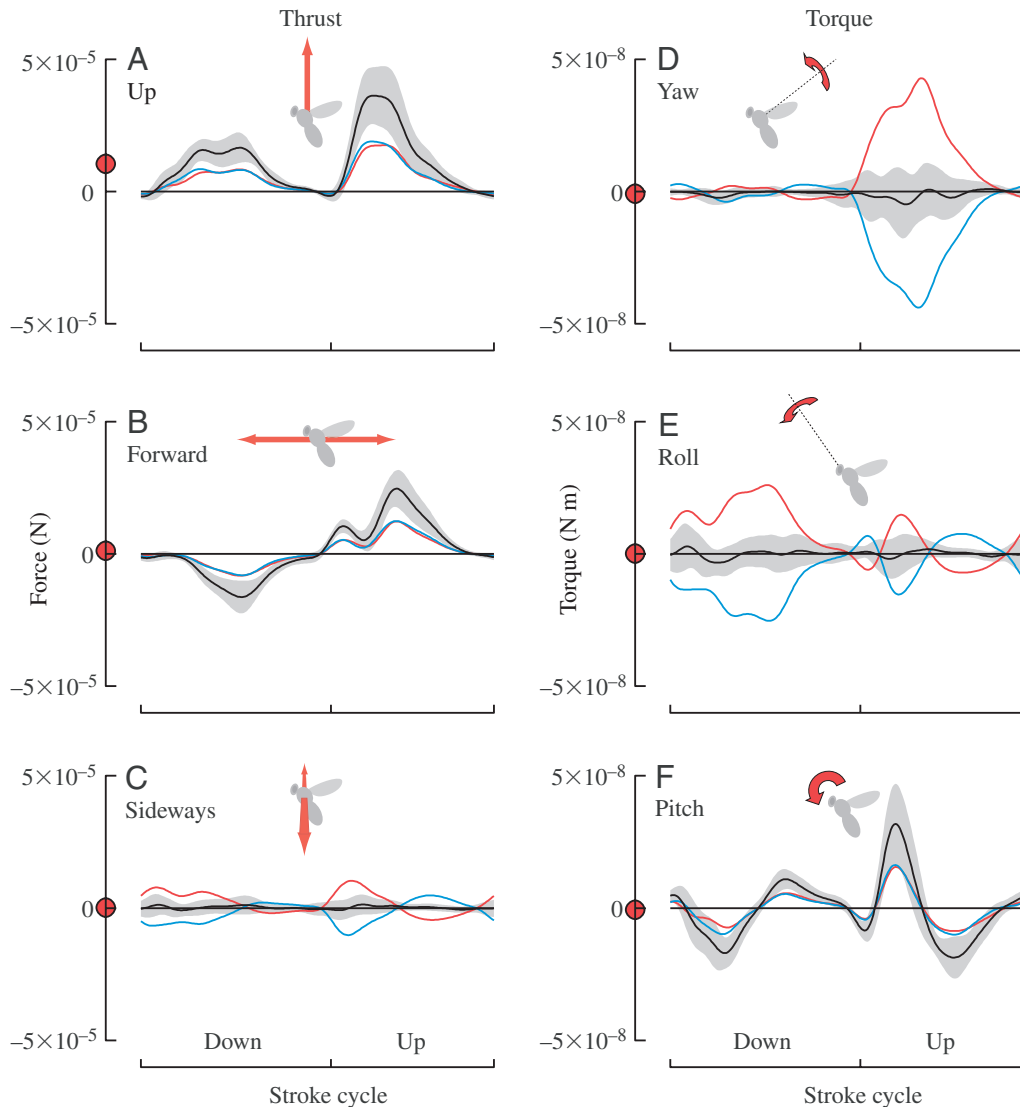 Thrust
Torque
A
Up
5×10⁻⁵
0
–5×10⁻⁵
D
Yaw
5×10⁻⁸
0
–5×10⁻⁸
B
Forward
5×10⁻⁵
0
–5×10⁻⁵
Force (N)
E
Roll
5×10⁻⁸
0
–5×10⁻⁸
Torque (N m)
C
Sideways
5×10⁻⁵
0
–5×10⁻⁵
Down
Up
Stroke cycle
F
Pitch
5×10⁻⁸
0
–5×10⁻⁸
Down
Up
Stroke cycle